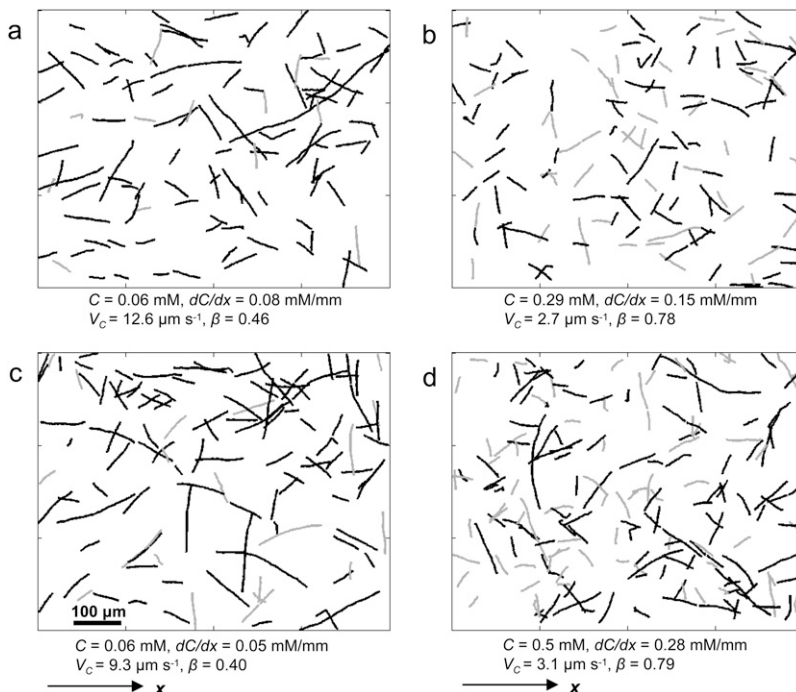 a
b
C = 0.06 mM, dC/dx = 0.08 mM/mm
V_C = 12.6 µm s⁻¹, β = 0.46
C = 0.29 mM, dC/dx = 0.15 mM/mm
V_C = 2.7 µm s⁻¹, β = 0.78
c
d
100 µm
C = 0.06 mM, dC/dx = 0.05 mM/mm
V_C = 9.3 µm s⁻¹, β = 0.40
x
C = 0.5 mM, dC/dx = 0.28 mM/mm
V_C = 3.1 µm s⁻¹, β = 0.79
x